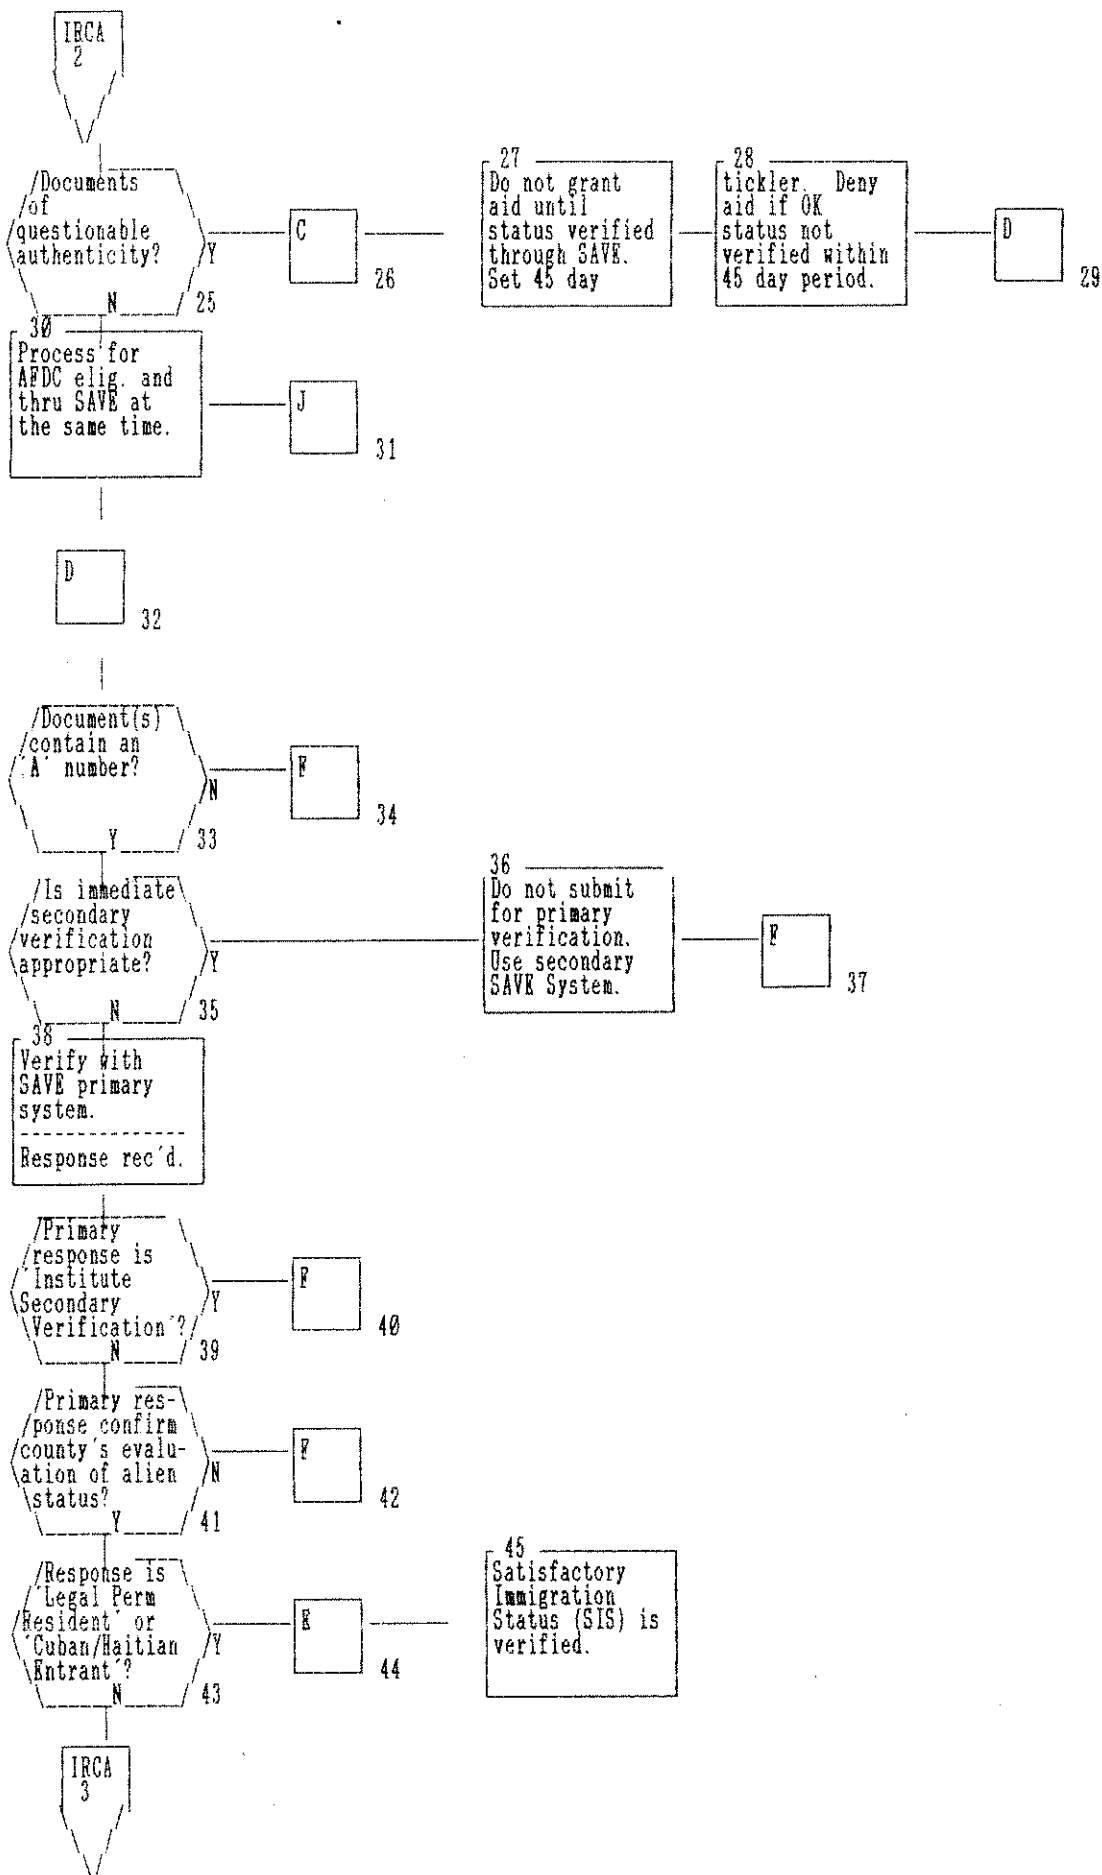 IRCA
2
Documents
of
questionable
authenticity?
Y
N
25
C
26
27
Do not grant
aid until
status verified
through SAVE.
Set 45 day
28
tickler. Deny
aid if OK
status not
verified within
45 day period.
D
29
30
Process for
AFDC elig. and
thru SAVE at
the same time.
J
31
D
32
Document(s)
contain an
'A' number?
N
Y
33
F
34
Is immediate
secondary
verification
appropriate?
Y
N
35
36
Do not submit
for primary
verification.
Use secondary
SAVE System.
F
37
38
Verify with
SAVE primary
system.
Response rec'd.
Primary
response is
'Institute
Secondary
Verification'?
Y
N
39
F
40
Primary res-
ponse confirm
county's evalu-
ation of alien
status?
N
Y
41
F
42
Response is
'Legal Perm
Resident' or
'Cuban/Haitian
Entrant'?
Y
N
43
E
44
45
Satisfactory
Immigration
Status (SIS) is
verified.
IRCA
3